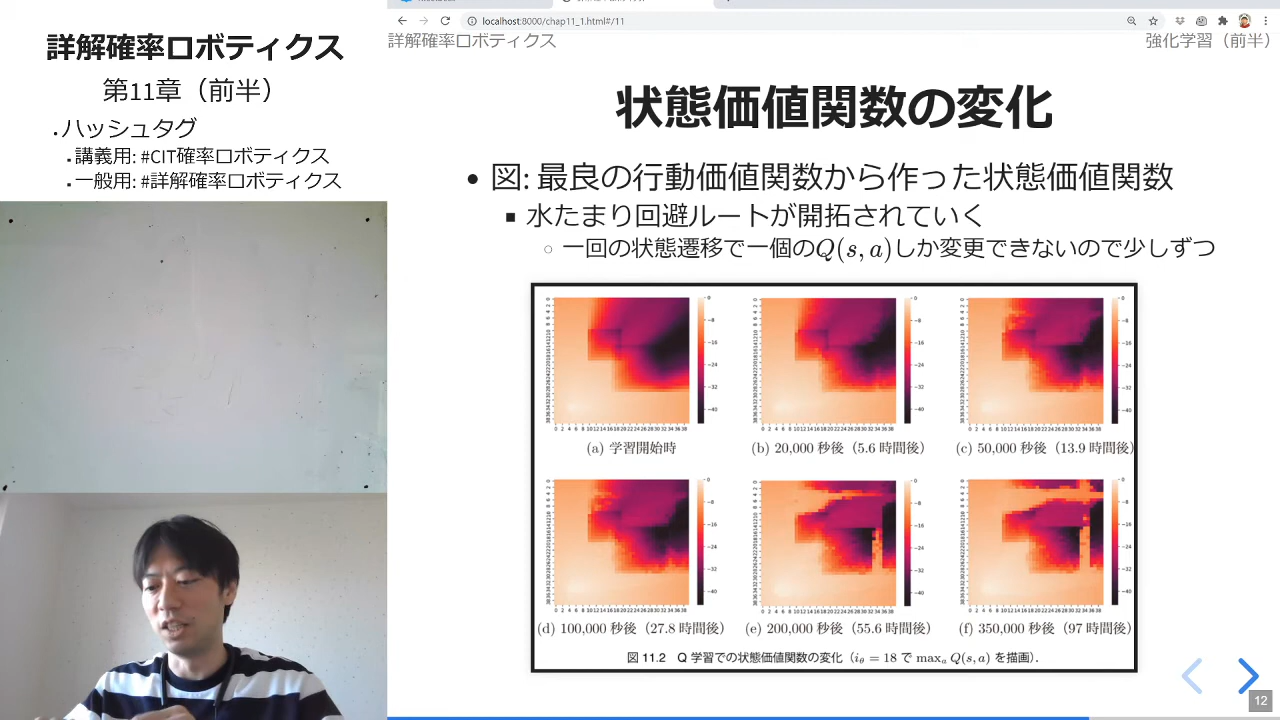 詳解確率ロボティクス
第11章（前半）
ハッシュタグ
講義用: #CIT確率ロボティクス
一般用: #詳解確率ロボティクス
localhost:8000/chap11_1.html#/11
詳解確率ロボティクス
強化学習（前半）
状態価値関数の変化
図: 最良の行動価値関数から作った状態価値関数
水たまり回避ルートが開拓されていく
一回の状態遷移で一個のQ(s, a)しか変更できないので少しずつ
(a) 学習開始時
(b) 20,000 秒後（5.6 時間後）
(c) 50,000 秒後（13.9 時間後）
(d) 100,000 秒後（27.8 時間後）
(e) 200,000 秒後（55.6 時間後）
(f) 350,000 秒後（97 時間後）
図 11.2 Q 学習での状態価値関数の変化（iθ = 18 で maxₐ Q(s, a) を描画）.
12